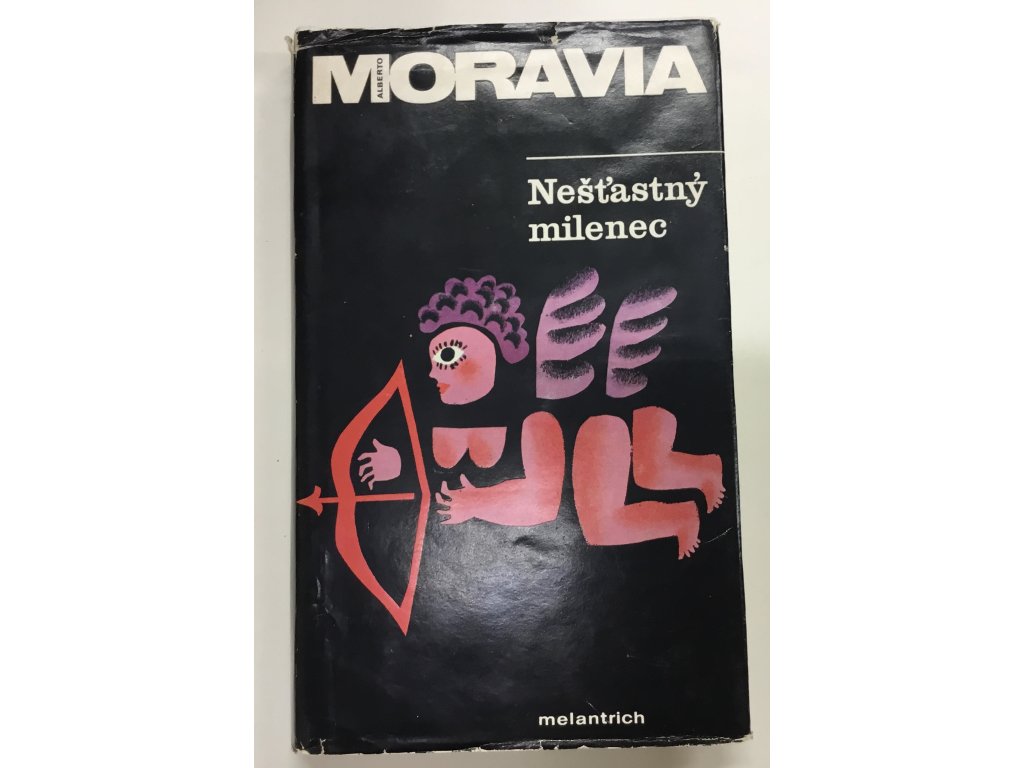 ALBERTO
MORAVIA
Nešťastný
milenec
melantrich